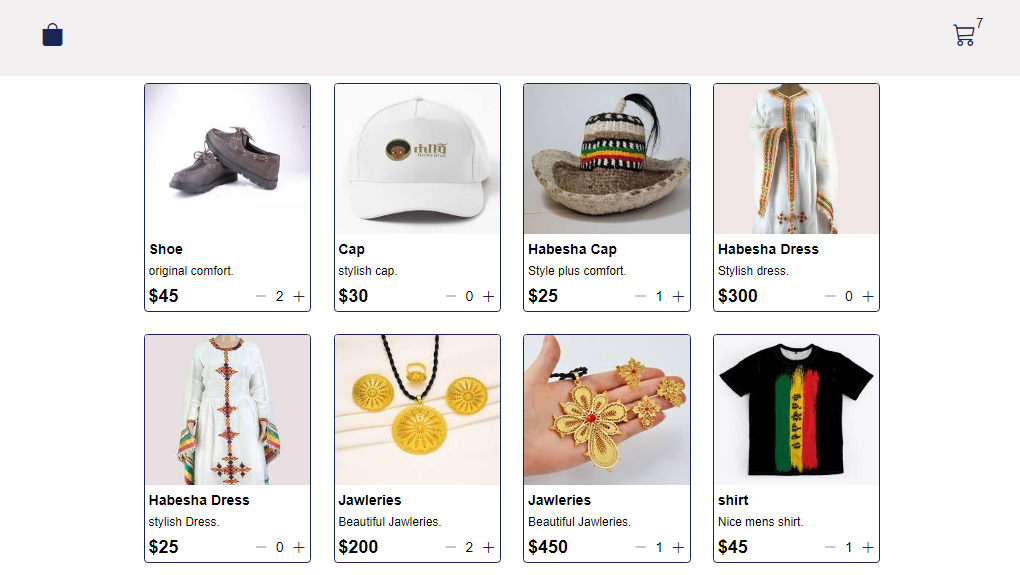 7
Shoe
original comfort.
$45
2
ሐበሻ
Cap
stylish cap.
$30
0
Habesha Cap
Style plus comfort.
$25
1
Habesha Dress
Stylish dress.
$300
0
Habesha Dress
stylish Dress.
$25
0
Jawleries
Beautiful Jawleries.
$200
2
Jawleries
Beautiful Jawleries.
$450
1
shirt
Nice mens shirt.
$45
1